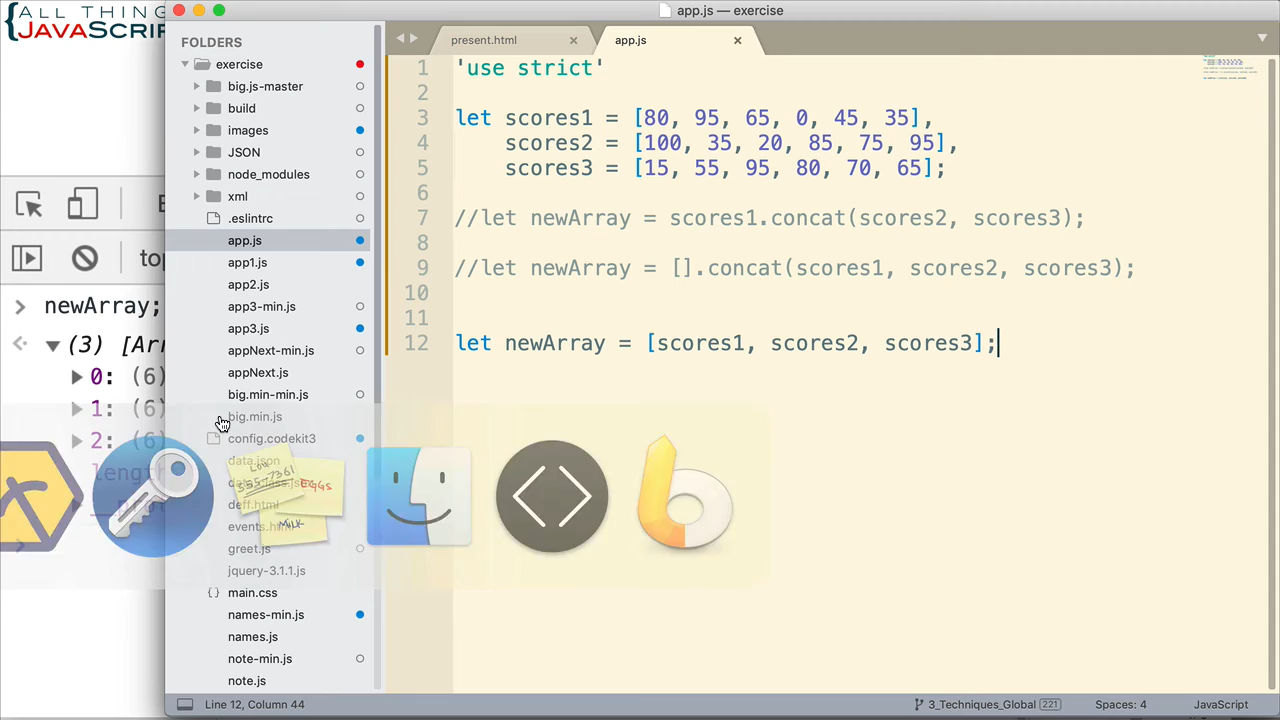 ALL THIN
JAVASCRIP
app.js — exercise
FOLDERS
exercise
big.js-master
build
images
JSON
node_modules
xml
.eslintrc
app.js
app1.js
app2.js
app3-min.js
app3.js
appNext-min.js
appNext.js
big.min-min.js
big.min.js
config.codekit3
data.json
deff.html
greet.js
jquery-3.1.1.js
main.css
names-min.js
names.js
note-min.js
note.js
present.html
app.js
1 'use strict'
2
3 let scores1 = [80, 95, 65, 0, 45, 35],
4 scores2 = [100, 35, 20, 85, 75, 95],
5 scores3 = [15, 55, 95, 80, 70, 65];
6
7 //let newArray = scores1.concat(scores2, scores3);
8
9 //let newArray = [].concat(scores1, scores2, scores3);
10
11
12 let newArray = [scores1, scores2, scores3];
top
newArray;
(3) [Arr
0: (6)
1: (6)
2: (6)
length
EGGS
MILK
Line 12, Column 44
3_Techniques_Global 221
Spaces: 4
JavaScript